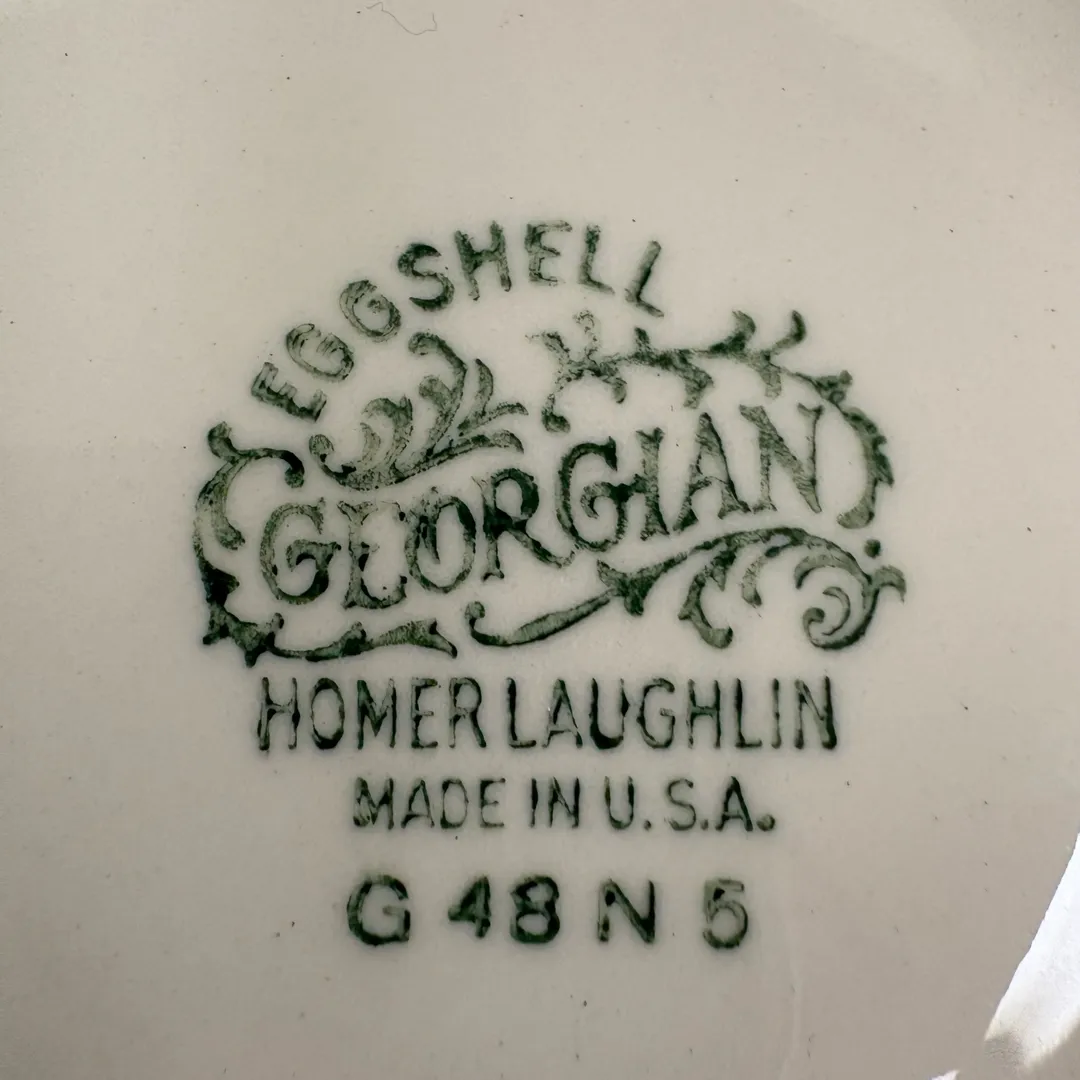 EGGSHELL
GEORGIAN
HOMER LAUGHLIN
MADE IN U.S.A.
G 48 N 5